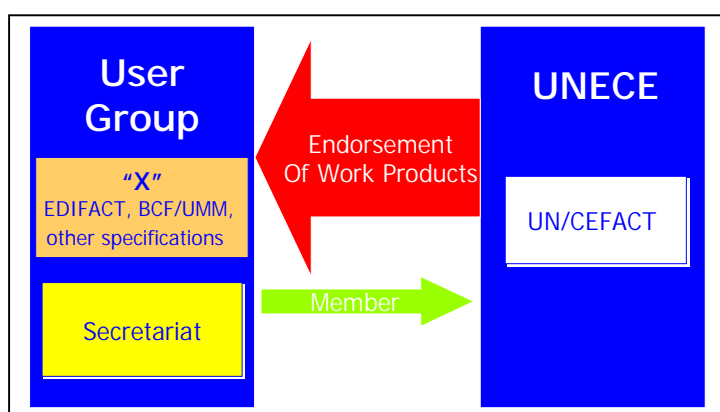 User
Group
“X”
EDIFACT, BCF/UMM,
other specifications
Secretariat
Endorsement
Of Work Products
Member
UNECE
UN/CEFACT